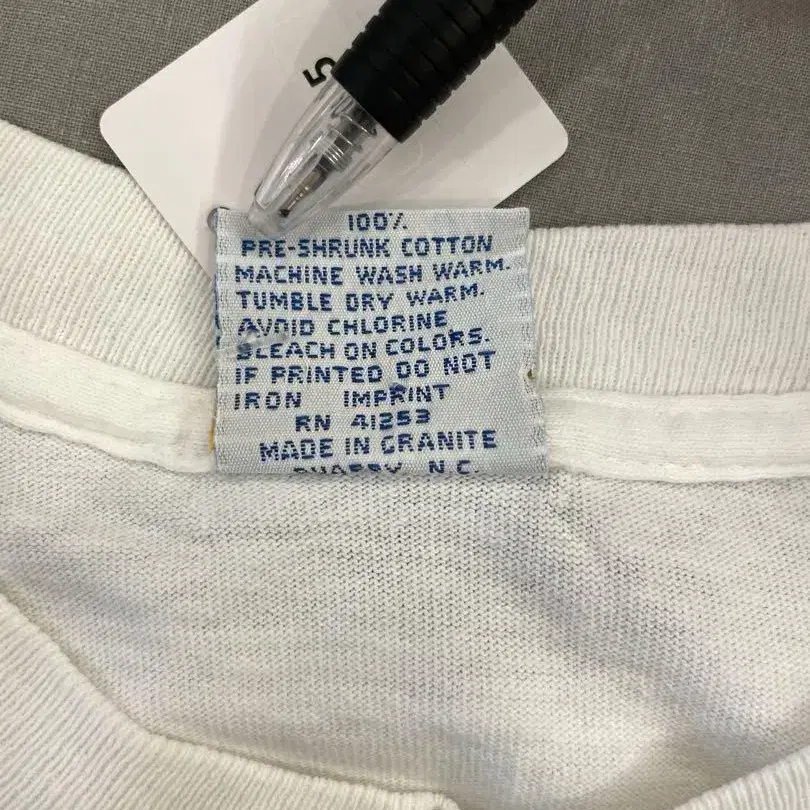 5
100%
PRE-SHRUNK COTTON
MACHINE WASH WARM.
TUMBLE DRY WARM.
AVOID CHLORINE
BLEACH ON COLORS.
IF PRINTED DO NOT
IRON IMPRINT
RN 41253
MADE IN GRANITE
N.C.